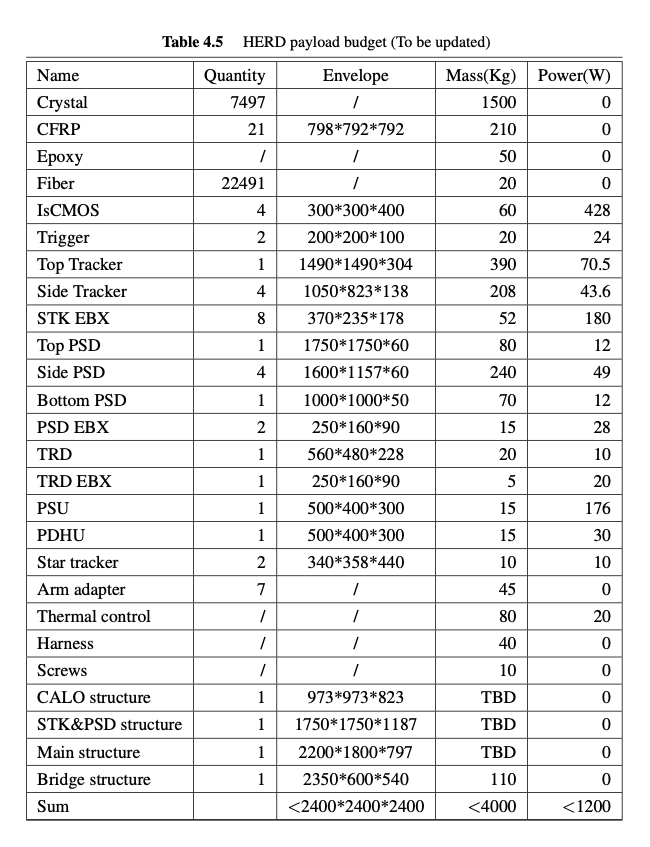 Table 4.5 HERD payload budget (To be updated)
Name Quantity Envelope Mass(Kg) Power(W)
Crystal 7497 / 1500 0
CFRP 21 798*792*792 210 0
Epoxy / / 50 0
Fiber 22491 / 20 0
IsCMOS 4 300*300*400 60 428
Trigger 2 200*200*100 20 24
Top Tracker 1 1490*1490*304 390 70.5
Side Tracker 4 1050*823*138 208 43.6
STK EBX 8 370*235*178 52 180
Top PSD 1 1750*1750*60 80 12
Side PSD 4 1600*1157*60 240 49
Bottom PSD 1 1000*1000*50 70 12
PSD EBX 2 250*160*90 15 28
TRD 1 560*480*228 20 10
TRD EBX 1 250*160*90 5 20
PSU 1 500*400*300 15 176
PDHU 1 500*400*300 15 30
Star tracker 2 340*358*440 10 10
Arm adapter 7 / 45 0
Thermal control / / 80 20
Harness / / 40 0
Screws / / 10 0
CALO structure 1 973*973*823 TBD 0
STK&PSD structure 1 1750*1750*1187 TBD 0
Main structure 1 2200*1800*797 TBD 0
Bridge structure 1 2350*600*540 110 0
Sum <2400*2400*2400 <4000 <1200